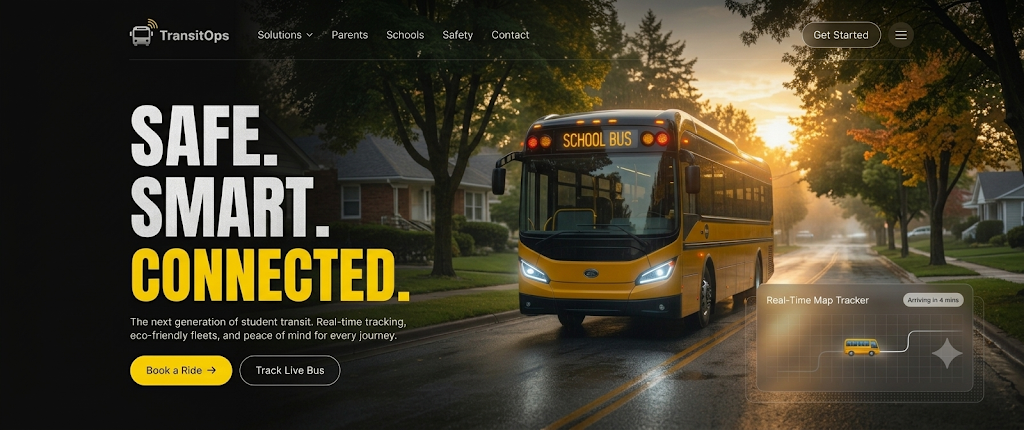 TransitOps
Solutions
Parents
Schools
Safety
Contact
Get Started
SAFE.
SMART.
CONNECTED.
SCHOOL BUS
The next generation of student transit. Real-time tracking,
eco-friendly fleets, and peace of mind for every journey.
Book a Ride →
Track Live Bus
Real-Time Map Tracker
Arriving in 4 mins